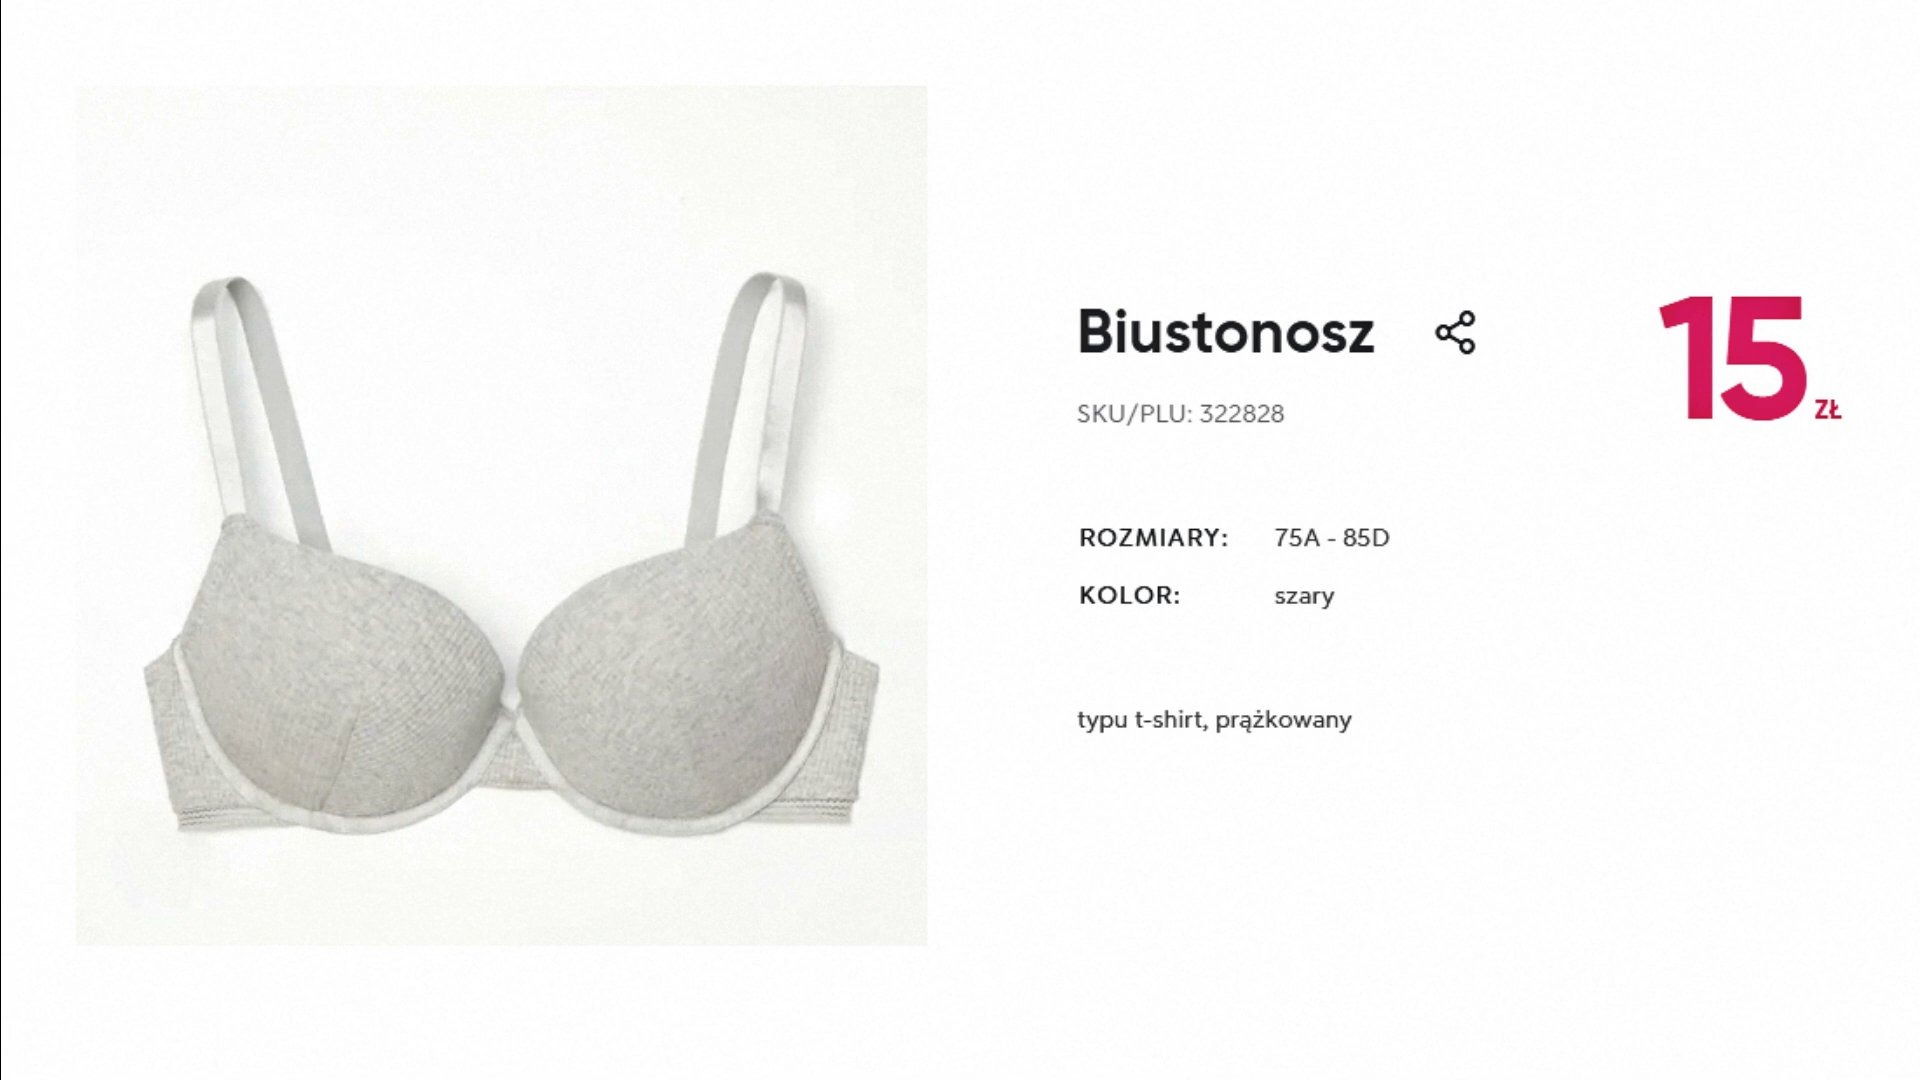 Biustonosz
15 ZŁ
SKU/PLU: 322828
ROZMIARY: 75A - 85D
KOLOR: szary
typu t-shirt, prążkowany